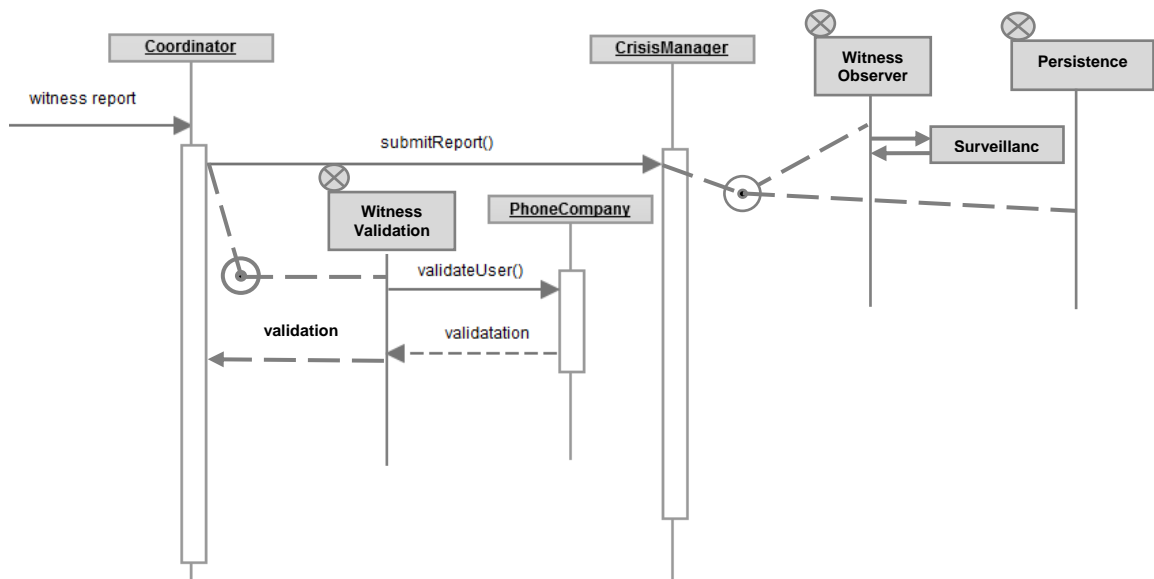 Coordinator
CrisisManager
Witness
Observer
Persistence
witness report
submitReport()
Surveillanc
Witness
Validation
PhoneCompany
validateUser()
validation
validatation